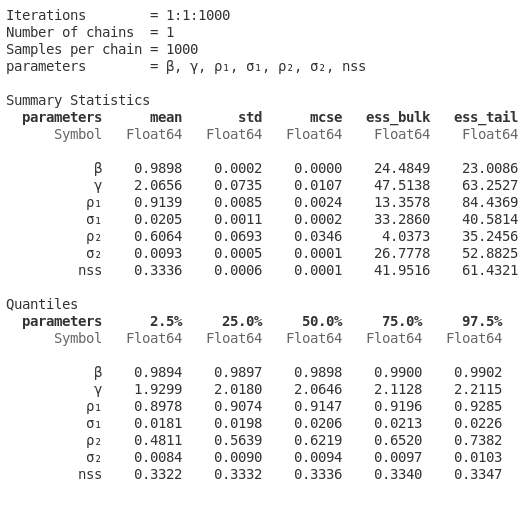 Iterations        = 1:1:1000
Number of chains  = 1
Samples per chain = 1000
parameters        = β, γ, ρ₁, σ₁, ρ₂, σ₂, nss
Summary Statistics
parameters      mean       std      mcse   ess_bulk   ess_tail
Symbol   Float64   Float64   Float64    Float64    Float64
β    0.9898    0.0002    0.0000    24.4849    23.0086
γ    2.0656    0.0735    0.0107    47.5138    63.2527
ρ₁    0.9139    0.0085    0.0024    13.3578    84.4369
σ₁    0.0205    0.0011    0.0002    33.2860    40.5814
ρ₂    0.6064    0.0693    0.0346     4.0373    35.2456
σ₂    0.0093    0.0005    0.0001    26.7778    52.8825
nss    0.3336    0.0006    0.0001    41.9516    61.4321
Quantiles
parameters      2.5%     25.0%     50.0%     75.0%     97.5%
Symbol   Float64   Float64   Float64   Float64   Float64
β    0.9894    0.9897    0.9898    0.9900    0.9902
γ    1.9299    2.0180    2.0646    2.1128    2.2115
ρ₁    0.8978    0.9074    0.9147    0.9196    0.9285
σ₁    0.0181    0.0198    0.0206    0.0213    0.0226
ρ₂    0.4811    0.5639    0.6219    0.6520    0.7382
σ₂    0.0084    0.0090    0.0094    0.0097    0.0103
nss    0.3322    0.3332    0.3336    0.3340    0.3347